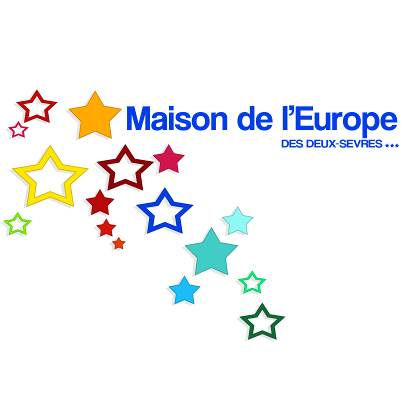 Maison de l'Europe
DES DEUX-SEVRES ...